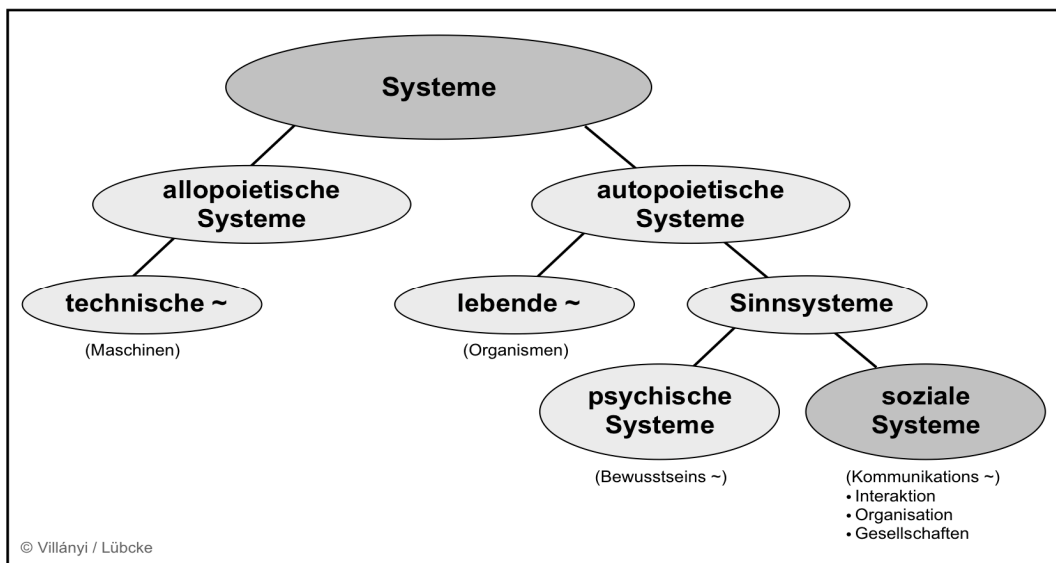 Systeme
allopoietische
Systeme
autopoietische
Systeme
technische ~
(Maschinen)
lebende ~
(Organismen)
Sinnsysteme
psychische
Systeme
(Bewusstseins ~)
soziale
Systeme
(Kommunikations ~)
• Interaktion
• Organisation
• Gesellschaften
© Villányi / Lübcke